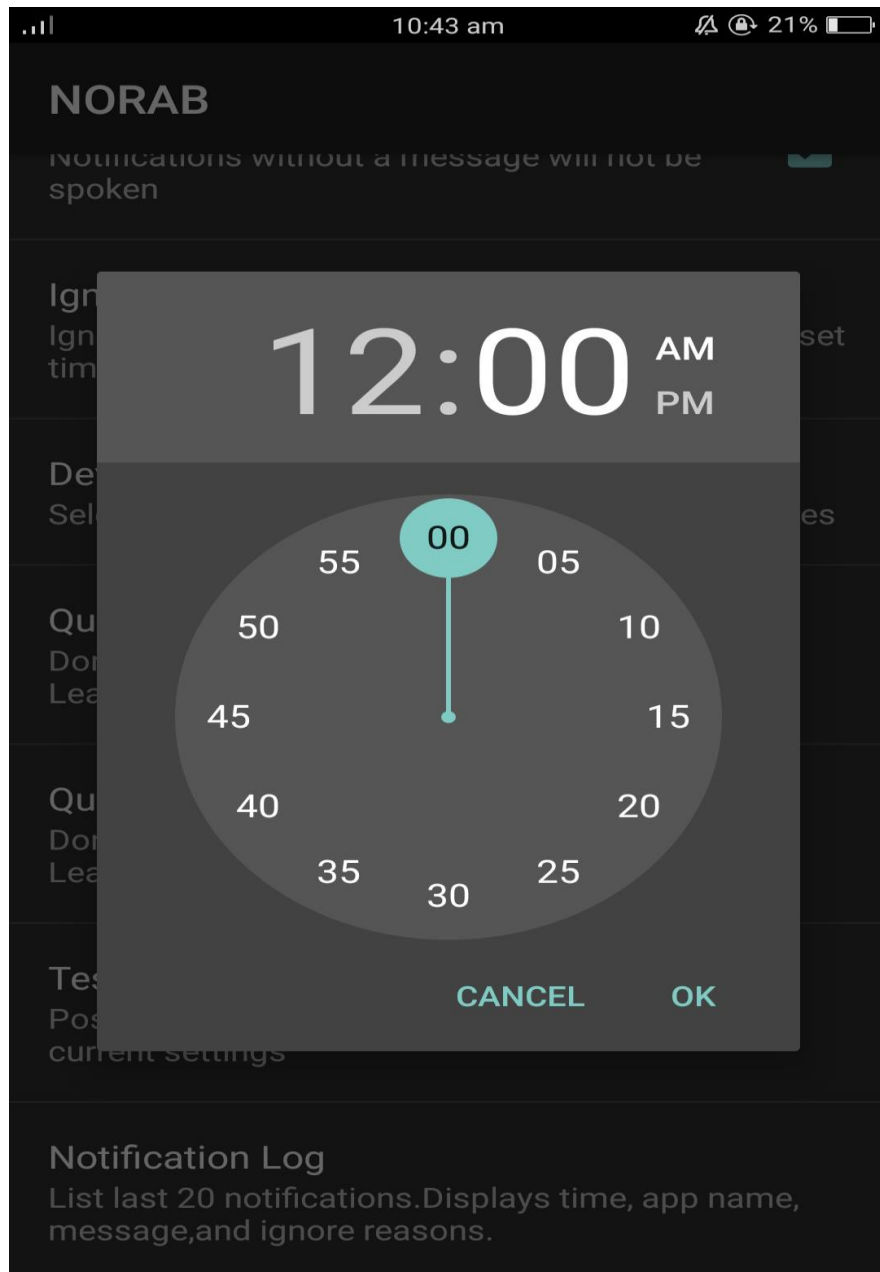 10:43 am
21%
NORAB
Notifications without a message will not be
spoken
Ign
Ign set
tim
12:00 AM
PM
De
Sel es
00
55 05
50 10
45 15
40 20
35 25
30
Qu
Don
Lea
Qu
Don
Lea
CANCEL OK
Tes
Pos
current settings
Notification Log
List last 20 notifications.Displays time, app name,
message,and ignore reasons.